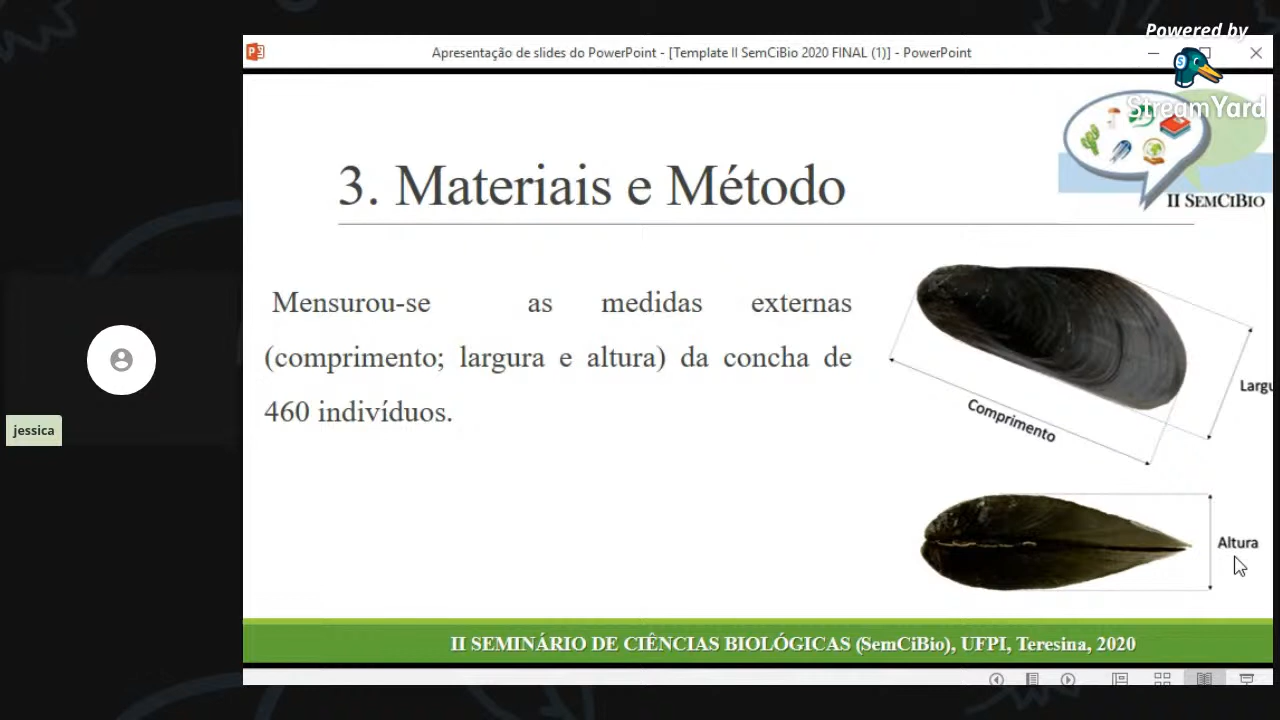 Powered by
StreamYard
Apresentação de slides do PowerPoint - [Template II SemCiBio 2020 FINAL (1)] - PowerPoint
II SEMCIBIO
3. Materiais e Método
Mensurou-se as medidas externas
(comprimento; largura e altura) da concha de
460 indivíduos.
Comprimento
Largu
Altura
jessica
II SEMINÁRIO DE CIÊNCIAS BIOLÓGICAS (SemCiBio), UFPI, Teresina, 2020